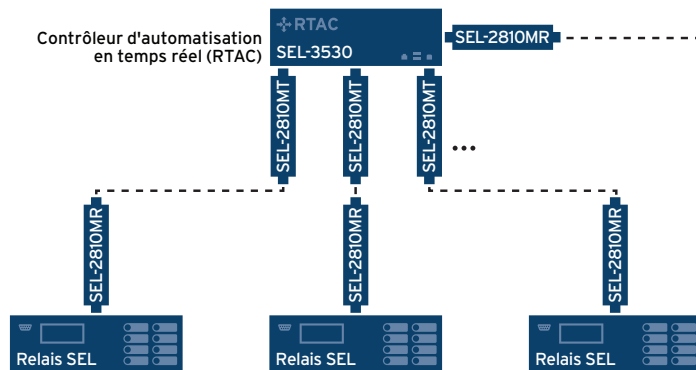 RTAC
Contrôleur d'automatisation
en temps réel (RTAC)
SEL-3530
SEL-2810MR
SEL-2810MT
SEL-2810MT
SEL-2810MT
...
SEL-2810MR
SEL-2810MR
SEL-2810MR
Relais SEL
Relais SEL
Relais SEL